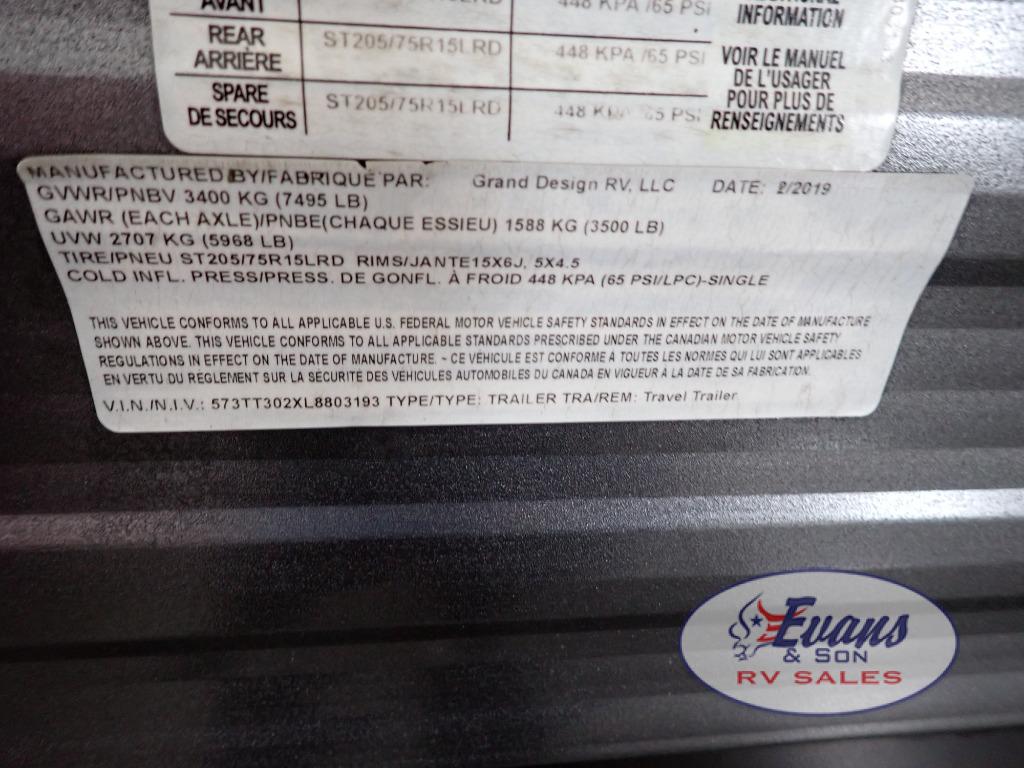 AVANT
448 KPA /65 PSI
INFORMATION
REAR
ARRIÈRE
ST205/75R15LRD
448 KPA /65 PSI
VOIR LE MANUEL
DE L'USAGER
POUR PLUS DE
RENSEIGNEMENTS
SPARE
DE SECOURS
ST205/75R15LRD
448 KPA /65 PSI
MANUFACTURED BY/FABRIQUÉ PAR: Grand Design RV, LLC DATE: 2/2019
GVWR/PNBV 3400 KG (7495 LB)
GAWR (EACH AXLE)/PNBE(CHAQUE ESSIEU) 1588 KG (3500 LB)
UVW 2707 KG (5968 LB)
TIRE/PNEU ST205/75R15LRD RIMS/JANTE15X6J, 5X4.5
COLD INFL. PRESS/PRESS. DE GONFL. À FROID 448 KPA (65 PSI/LPC)-SINGLE
THIS VEHICLE CONFORMS TO ALL APPLICABLE U.S. FEDERAL MOTOR VEHICLE SAFETY STANDARDS IN EFFECT ON THE DATE OF MANUFACTURE
SHOWN ABOVE. THIS VEHICLE CONFORMS TO ALL APPLICABLE STANDARDS PRESCRIBED UNDER THE CANADIAN MOTOR VEHICLE SAFETY
REGULATIONS IN EFFECT ON THE DATE OF MANUFACTURE. - CE VÉHICULE EST CONFORME À TOUTES LES NORMES QUI LUI SONT APPLICABLES
EN VERTU DU REGLEMENT SUR LA SÉCURITÉ DES VÉHICULES AUTOMOBILES DU CANADA EN VIGUEUR À LA DATE DE SA FABRICATION.
V.I.N./N.I.V.: 573TT302XL8803193 TYPE/TYPE: TRAILER TRA/REM: Travel Trailer
Evans
& SON
RV SALES